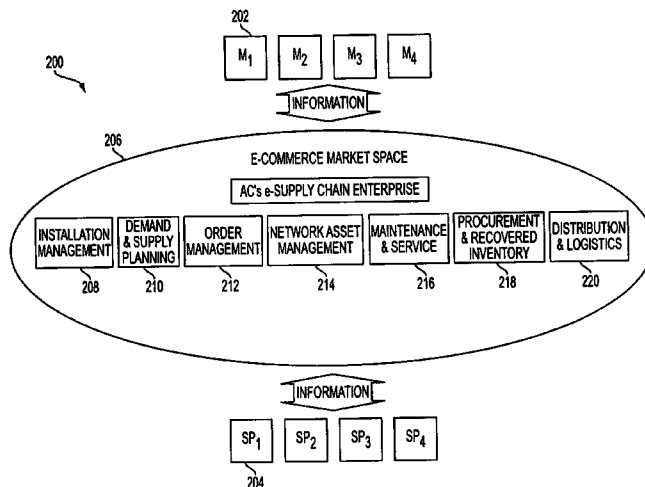 202
M1 M2 M3 M4
200
INFORMATION
206
E-COMMERCE MARKET SPACE
AC's e-SUPPLY CHAIN ENTERPRISE
INSTALLATION
MANAGEMENT
DEMAND
& SUPPLY
PLANNING
ORDER
MANAGEMENT
NETWORK ASSET
MANAGEMENT
MAINTENANCE
& SERVICE
PROCUREMENT
& RECOVERED
INVENTORY
DISTRIBUTION
& LOGISTICS
208 210 212 214 216 218 220
INFORMATION
SP1 SP2 SP3 SP4
204